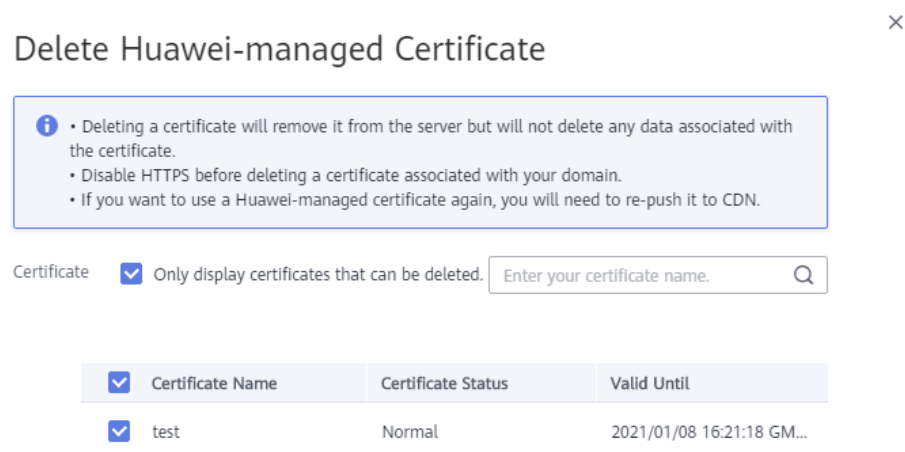 Delete Huawei-managed Certificate
• Deleting a certificate will remove it from the server but will not delete any data associated with
the certificate.
• Disable HTTPS before deleting a certificate associated with your domain.
• If you want to use a Huawei-managed certificate again, you will need to re-push it to CDN.
Certificate Only display certificates that can be deleted. Enter your certificate name.
Certificate Name Certificate Status Valid Until
test Normal 2021/01/08 16:21:18 GM...